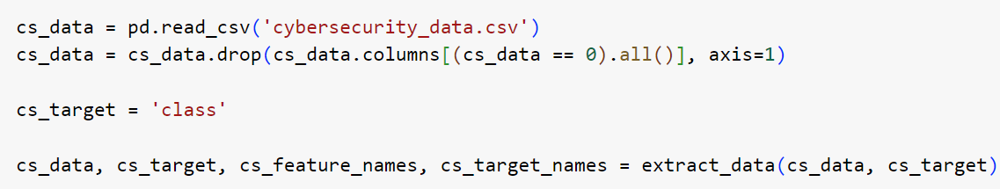 cs_data = pd.read_csv('cybersecurity_data.csv')
cs_data = cs_data.drop(cs_data.columns[(cs_data == 0).all()], axis=1)
cs_target = 'class'
cs_data, cs_target, cs_feature_names, cs_target_names = extract_data(cs_data, cs_target)